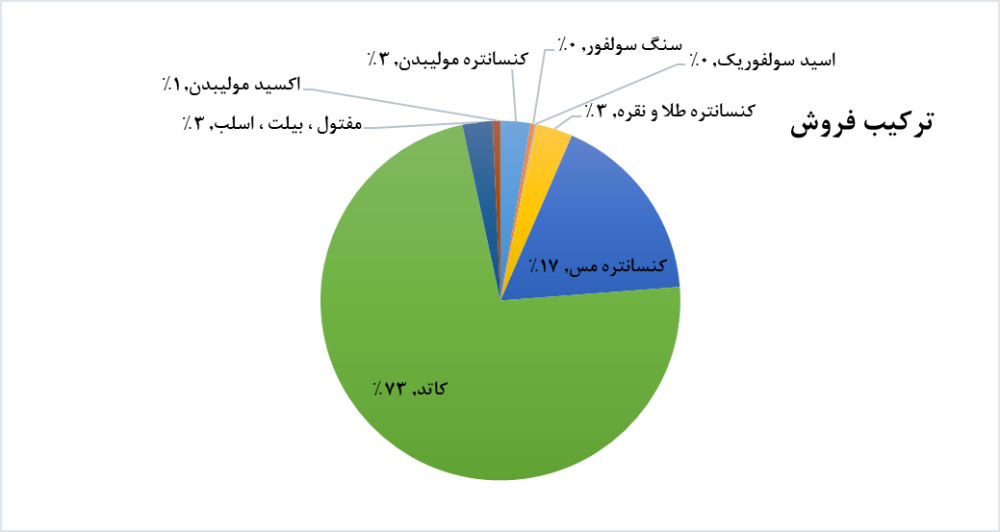 ترکیب فروش
سنگ سولفور, ۰٪
اسید سولفوریک, ۰٪
کنسانتره مولیبدن, ۳٪
اکسید مولیبدن, ۱٪
کنسانتره طلا و نقره, ۳٪
مفتول ، بیلت ، اسلب, ۳٪
کنسانتره مس, ۱۷٪
کاتد, ۷۳٪